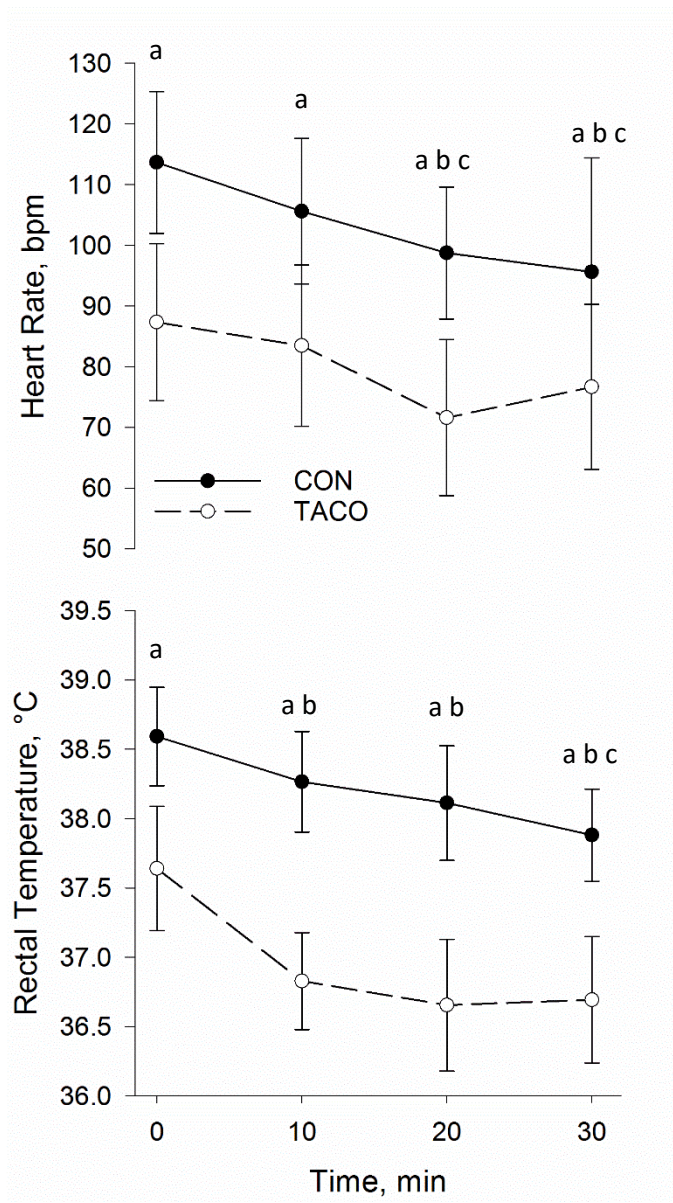 a
130
a
120
a b c
a b c
110
100
Heart Rate, bpm
90
80
70
CON
60
TACO
50
39.5
a
39.0
a b
a b
38.5
a b c
38.0
Rectal Temperature, °C
37.5
37.0
36.5
36.0
0 10 20 30
Time, min